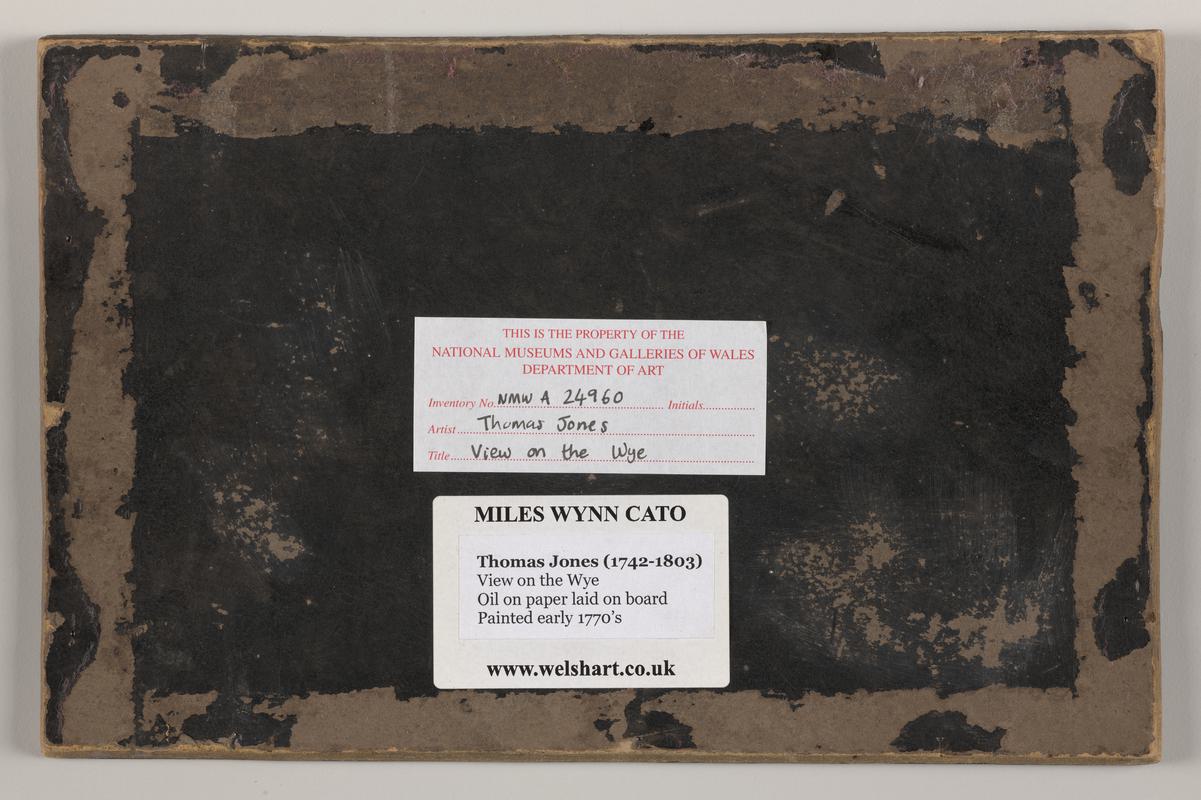 THIS IS THE PROPERTY OF THE
NATIONAL MUSEUMS AND GALLERIES OF WALES
DEPARTMENT OF ART
Inventory No. NMW A 24960 Initials
Artist Thomas Jones
Title View on the Wye
MILES WYNN CATO
Thomas Jones (1742-1803)
View on the Wye
Oil on paper laid on board
Painted early 1770's
www.welshart.co.uk